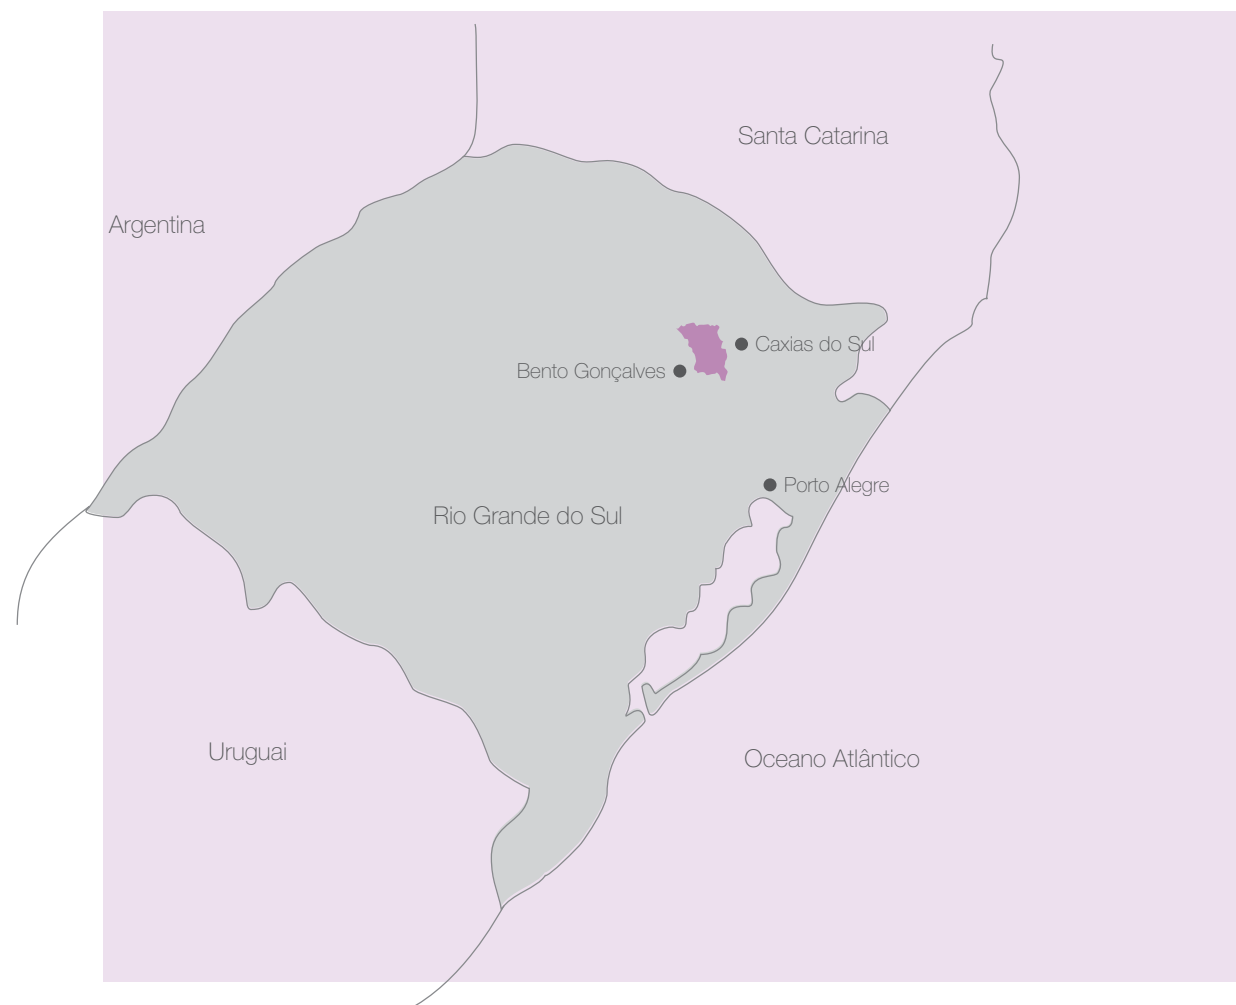 Santa Catarina
Argentina
Caxias do Sul
Bento Gonçalves
Porto Alegre
Rio Grande do Sul
Uruguai
Oceano Atlântico